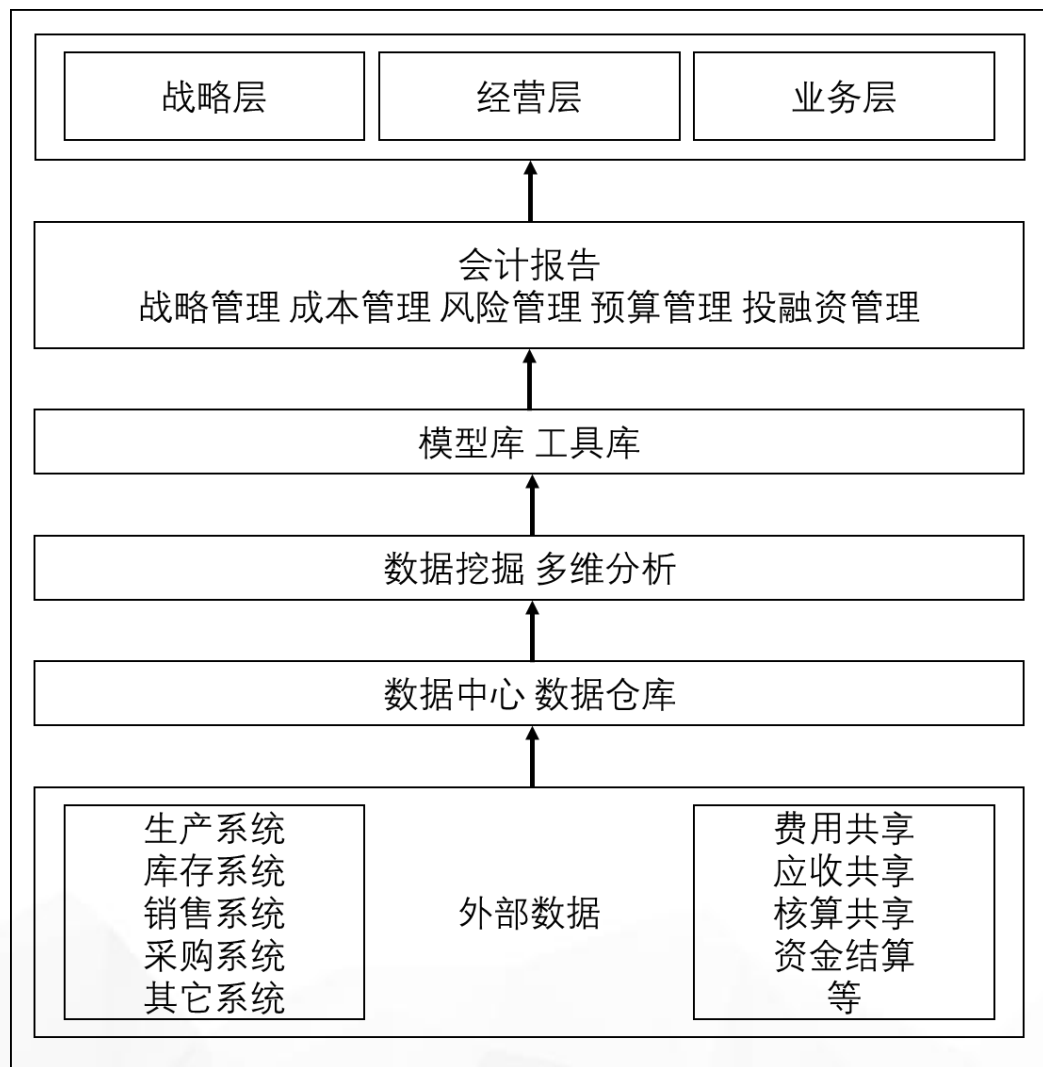 战略层 经营层 业务层
会计报告
战略管理 成本管理 风险管理 预算管理 投融资管理
模型库 工具库
数据挖掘 多维分析
数据中心 数据仓库
生产系统
库存系统
销售系统
采购系统
其它系统
外部数据
费用共享
应收共享
核算共享
资金结算
等